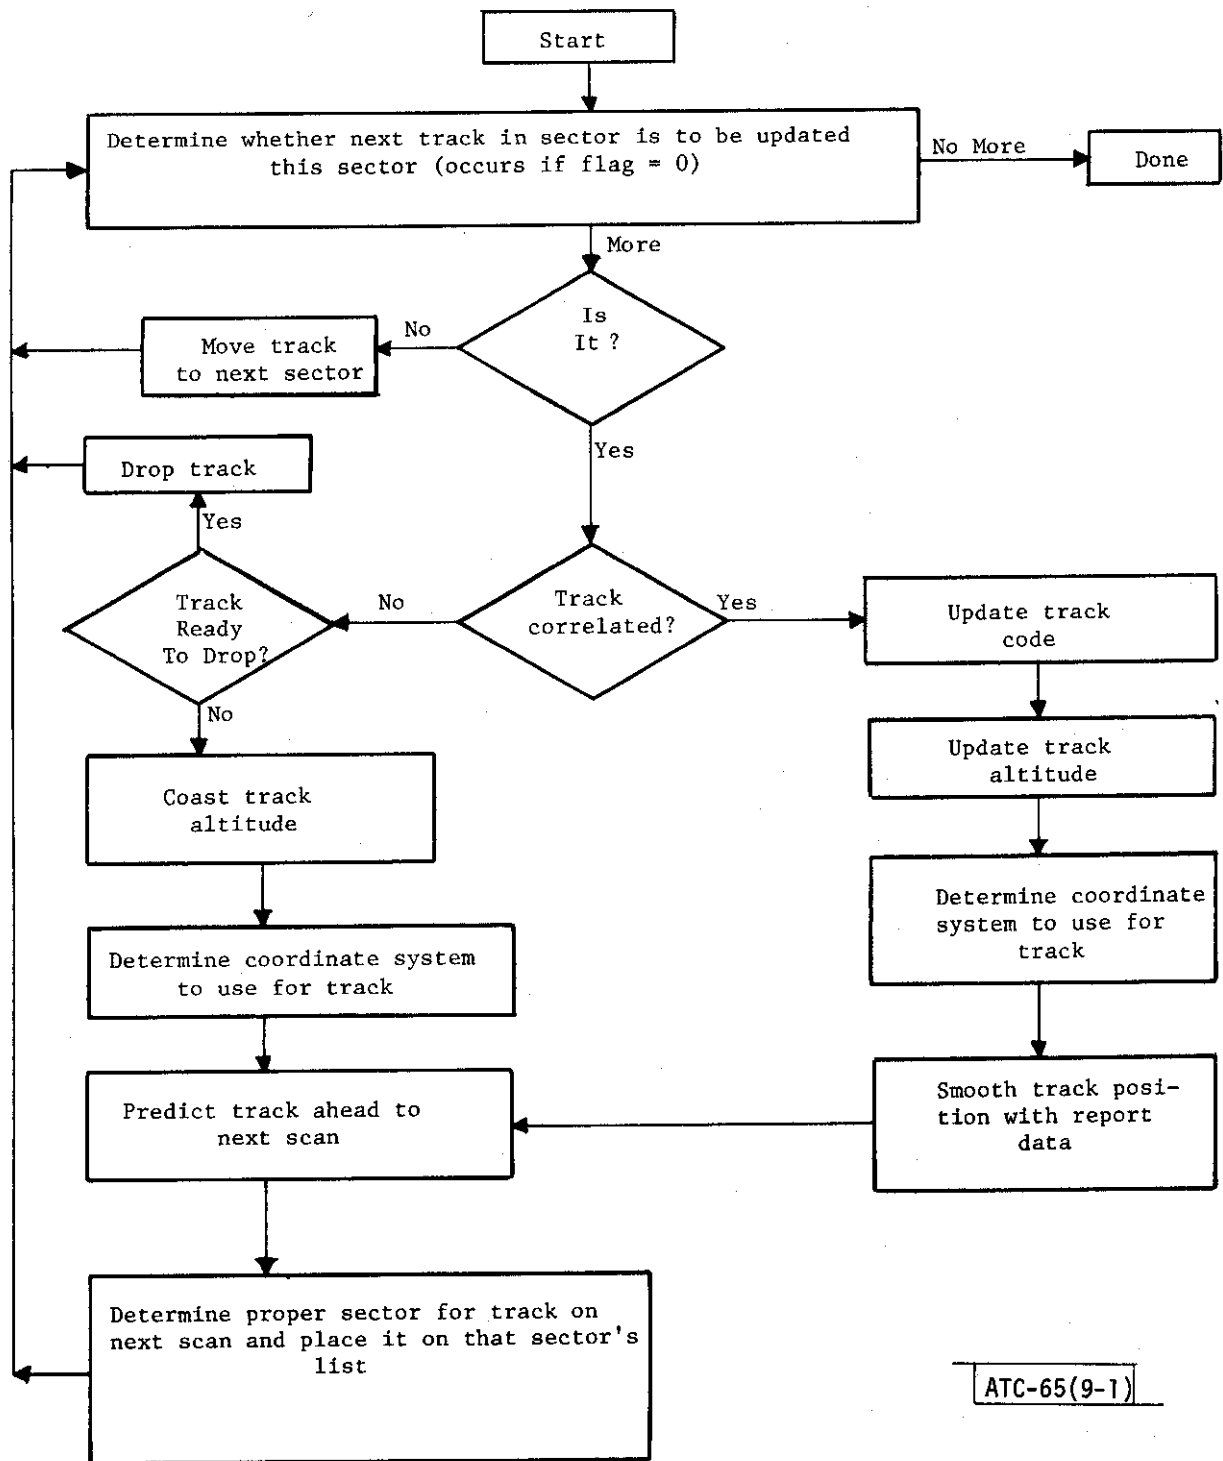 Start
Determine whether next track in sector is to be updated
this sector (occurs if flag = 0)
No More
Done
More
Is
It ?
No
Move track
to next sector
Yes
Drop track
Yes
Track
Ready
To Drop?
No
Track
correlated?
Yes
Update track
code
No
Update track
altitude
Coast track
altitude
Determine coordinate
system to use for
track
Determine coordinate system
to use for track
Smooth track posi-
tion with report
data
Predict track ahead to
next scan
Determine proper sector for track on
next scan and place it on that sector's
list
ATC-65(9-1)